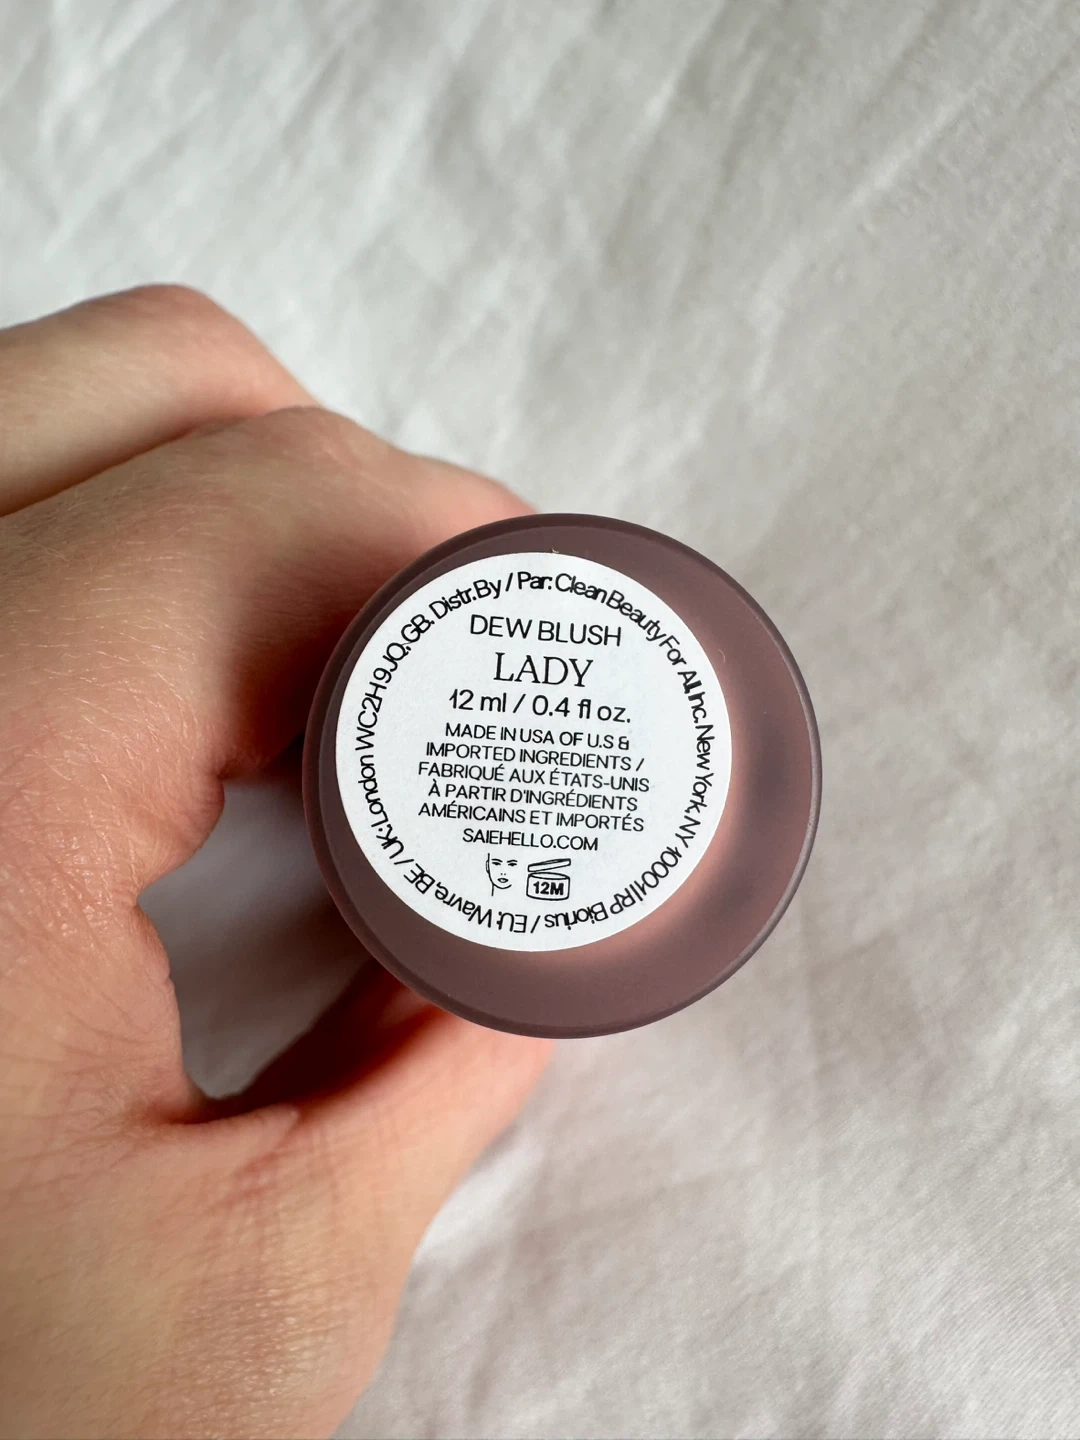 DEW BLUSH
LADY
12 ml / 0.4 fl oz.
MADE IN USA OF U.S &
IMPORTED INGREDIENTS /
FABRIQUÉ AUX ÉTATS-UNIS
À PARTIR D'INGRÉDIENTS
AMÉRICAINS ET IMPORTÉS
SAIEHELLO.COM
12M
Distr.By / Par: Clean Beauty For All Inc. New York, NY 10001 | RP Biorius / EU: Wavre, BE / UK: London WC2H 9JQ, GB.